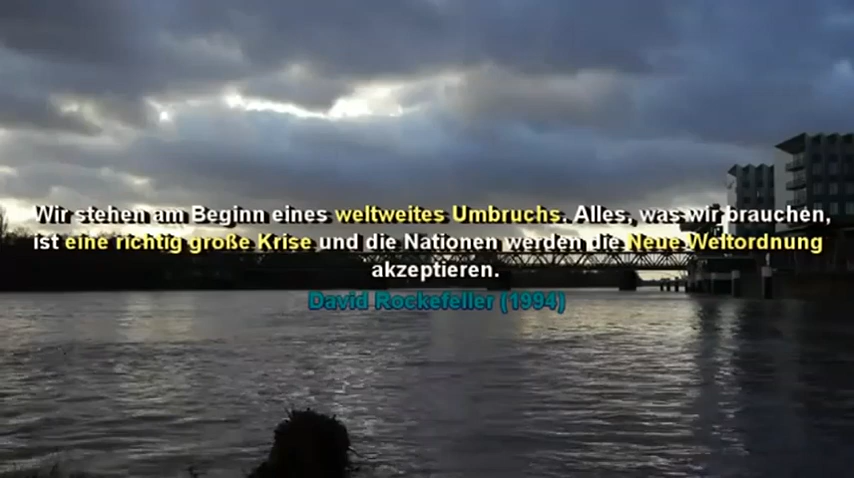 Wir stehen am Beginn eines weltweites Umbruchs. Alles, was wir brauchen,
ist eine richtig große Krise und die Nationen werden die Neue Weltordnung
akzeptieren.
David Rockefeller (1994)